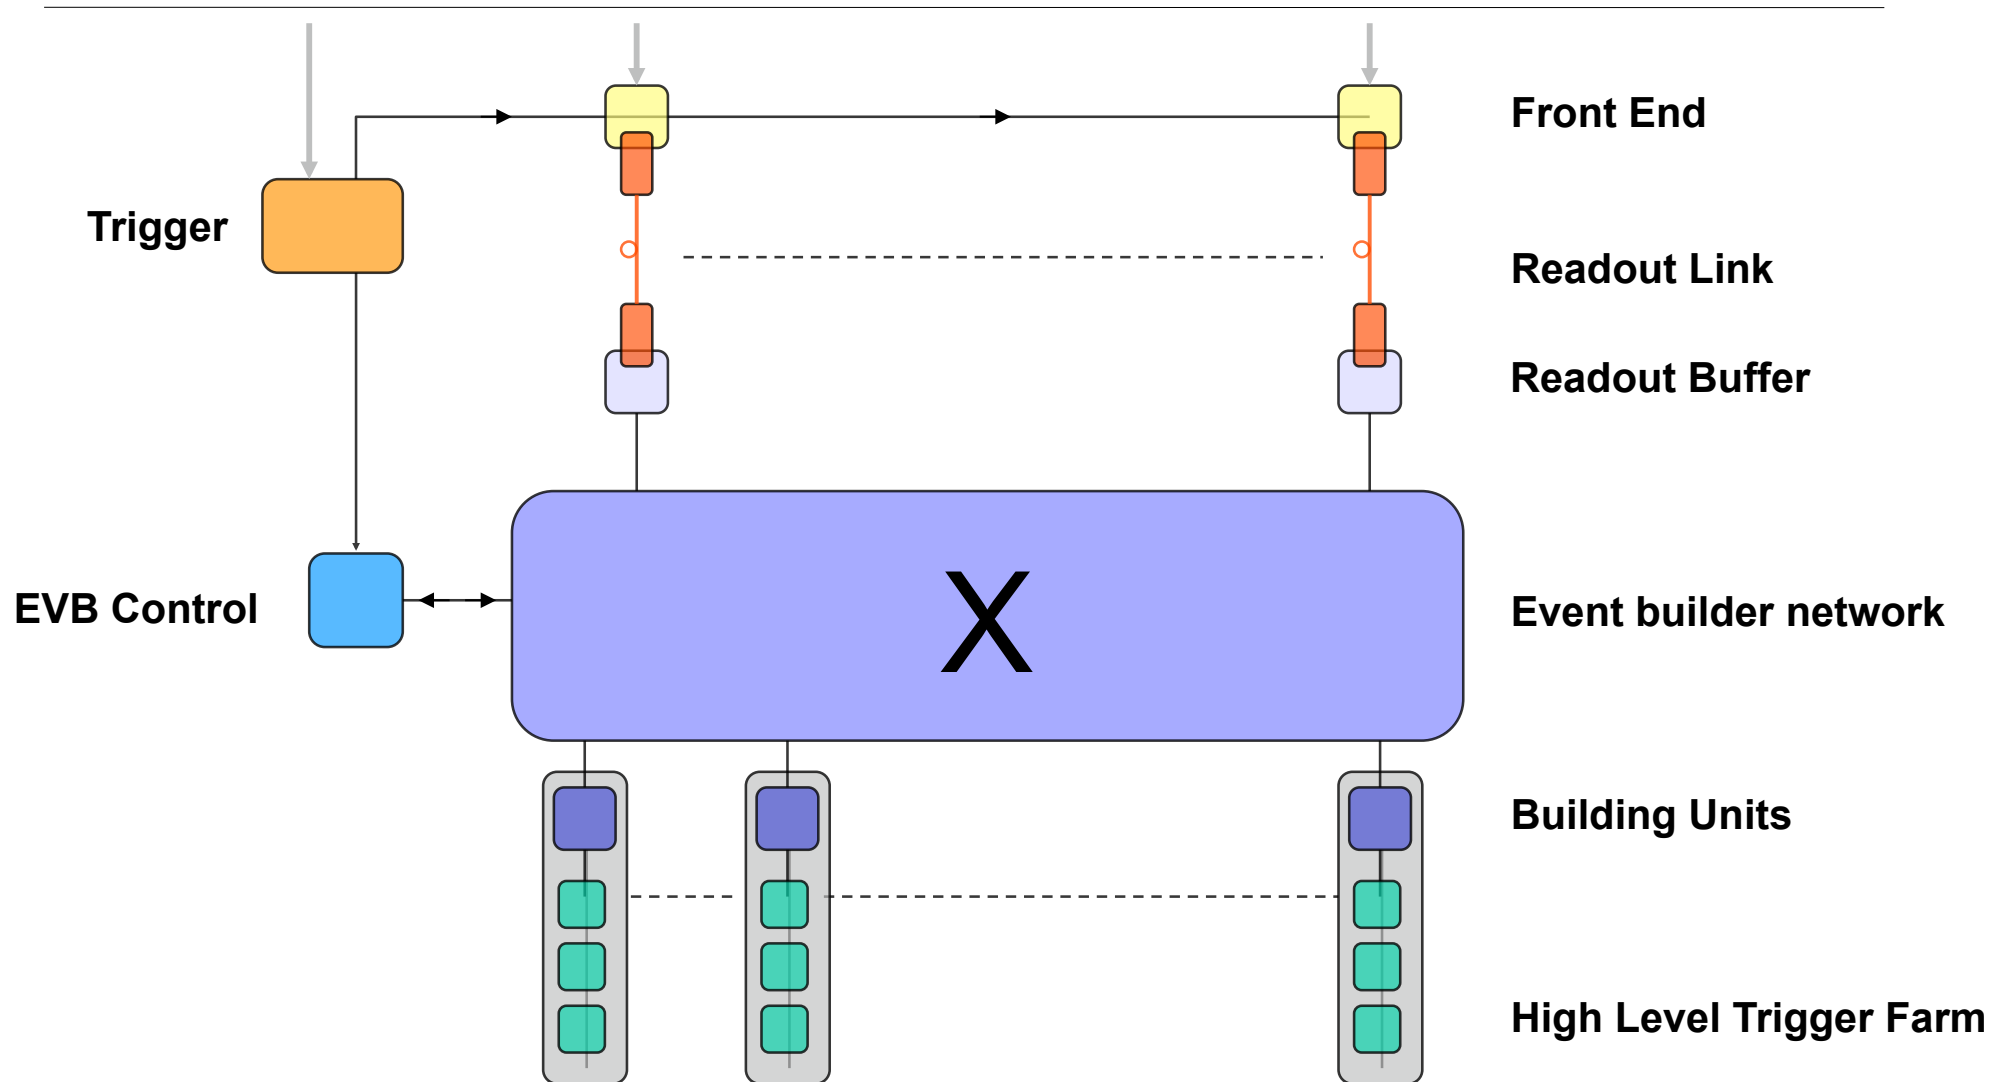 Front End
Trigger
Readout Link
Readout Buffer
EVB Control
X
Event builder network
Building Units
High Level Trigger Farm